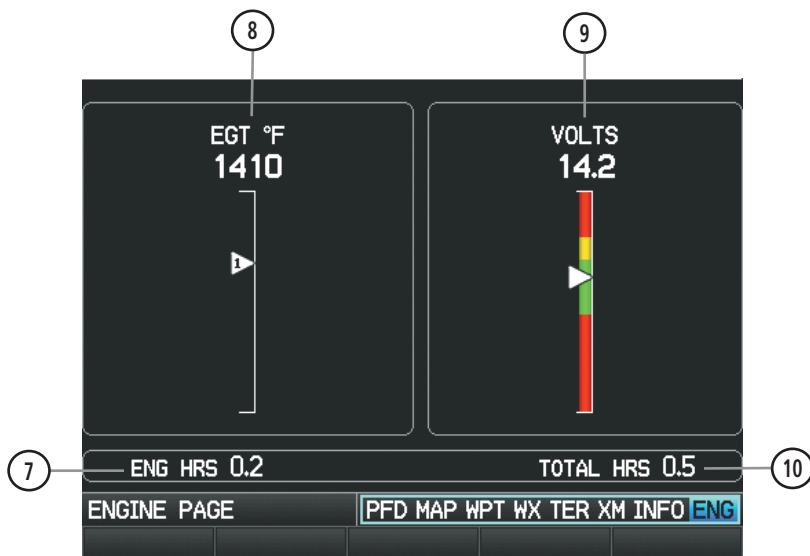 8 9
EGT °F VOLTS
1410 14.2
1
7 ENG HRS 0.2 TOTAL HRS 0.5 10
ENGINE PAGE PFD MAP WPT WX TER XM INFO ENG